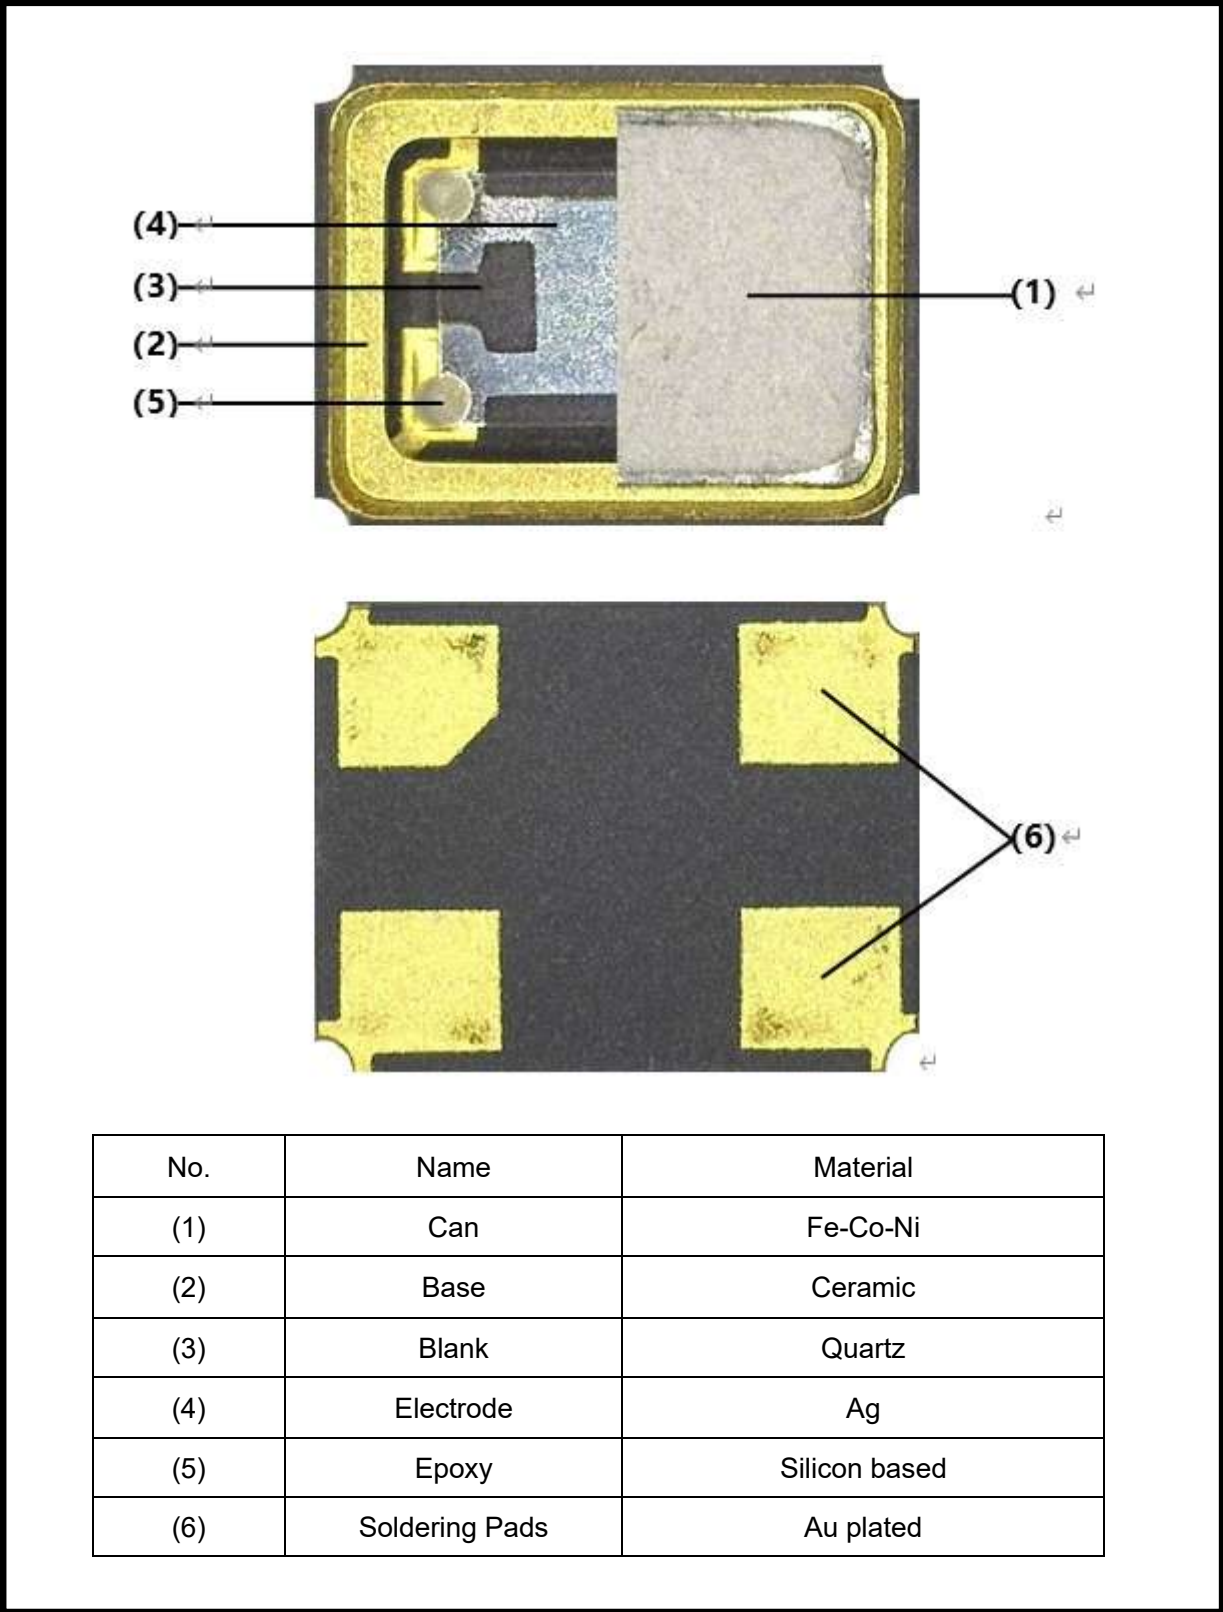 (4)
(3)
(2)
(5)
(1)
(6)
No. Name Material
(1) Can Fe-Co-Ni
(2) Base Ceramic
(3) Blank Quartz
(4) Electrode Ag
(5) Epoxy Silicon based
(6) Soldering Pads Au plated